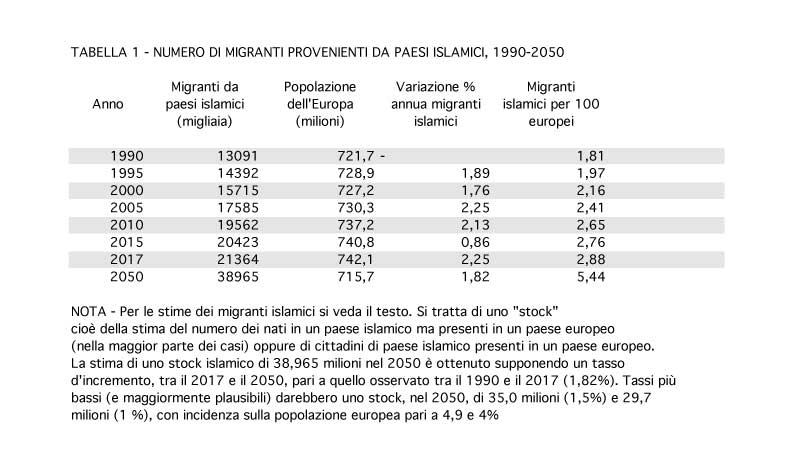 TABELLA 1 - NUMERO DI MIGRANTI PROVENIENTI DA PAESI ISLAMICI, 1990-2050
Anno Migranti da paesi islamici (migliaia) Popolazione dell'Europa (milioni) Variazione % annua migranti islamici Migranti islamici per 100 europei
1990 13091 721,7 - 1,81
1995 14392 728,9 1,89 1,97
2000 15715 727,2 1,76 2,16
2005 17585 730,3 2,25 2,41
2010 19562 737,2 2,13 2,65
2015 20423 740,8 0,86 2,76
2017 21364 742,1 2,25 2,88
2050 38965 715,7 1,82 5,44
NOTA - Per le stime dei migranti islamici si veda il testo. Si tratta di uno "stock"
cioè della stima del numero dei nati in un paese islamico ma presenti in un paese europeo
(nella maggior parte dei casi) oppure di cittadini di paese islamico presenti in un paese europeo.
La stima di uno stock islamico di 38,965 milioni nel 2050 è ottenuto supponendo un tasso
d'incremento, tra il 2017 e il 2050, pari a quello osservato tra il 1990 e il 2017 (1,82%). Tassi più
bassi (e maggiormente plausibili) darebbero uno stock, nel 2050, di 35,0 milioni (1,5%) e 29,7
milioni (1 %), con incidenza sulla popolazione europea pari a 4,9 e 4%